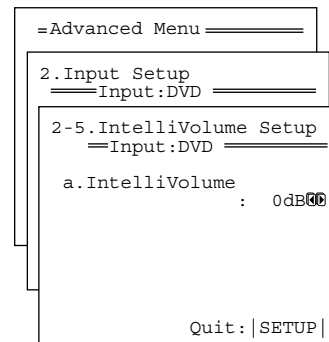 Advanced Menu
2.Input Setup
Input:DVD
2-5.IntelliVolume Setup
Input:DVD
a.IntelliVolume
: 0dB
Quit:|SETUP|